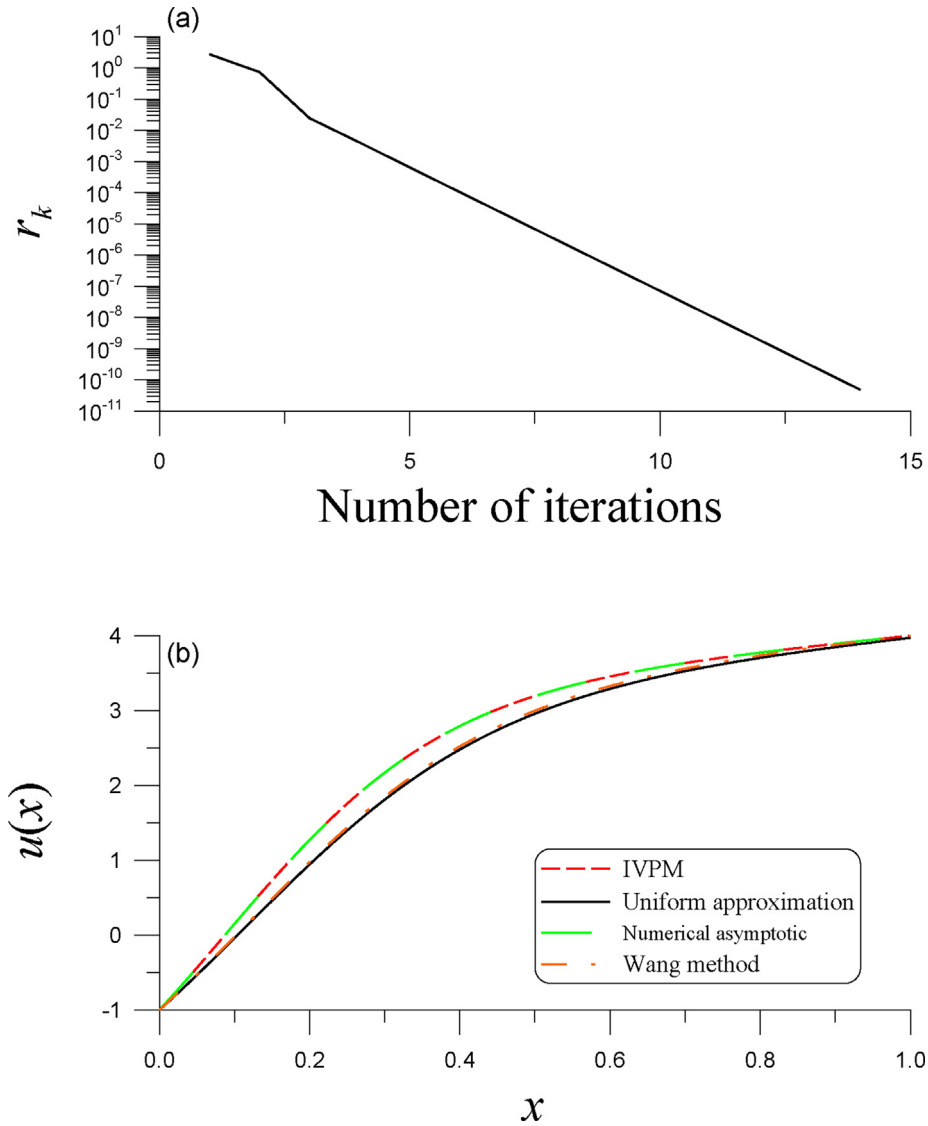 (a)
10^1
10^0
10^-1
10^-2
10^-3
10^-4
10^-5
10^-6
10^-7
10^-8
10^-9
10^-10
10^-11
r_k
0 5 10 15
Number of iterations
(b)
4
3
2
1
0
-1
u(x)
IVPM
Uniform approximation
Numerical asymptotic
Wang method
0.0 0.2 0.4 0.6 0.8 1.0
x